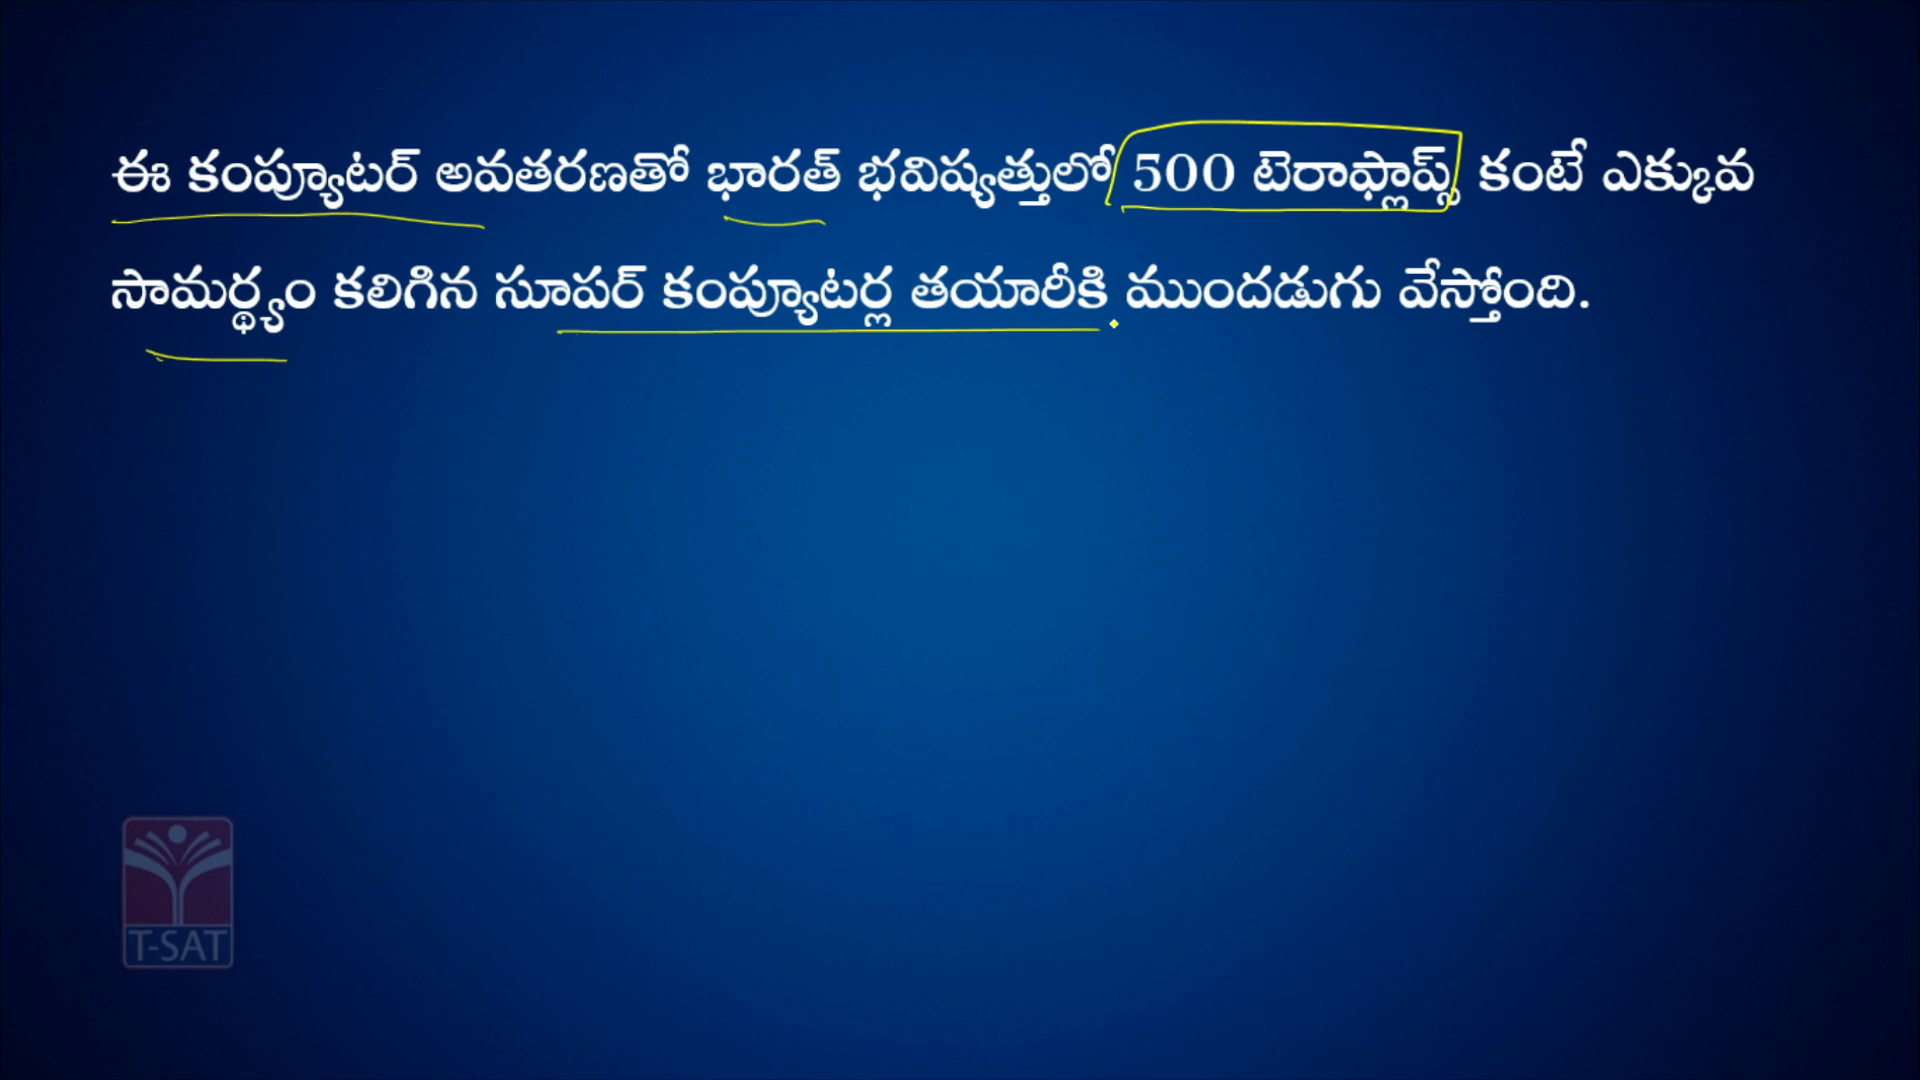 ఈ కంప్యూటర్ అవతరణతో భారత్ భవిష్యత్తులో 500 టెరాఫ్లాప్స్ కంటే ఎక్కువ
సామర్థ్యం కలిగిన సూపర్ కంప్యూటర్ల తయారీకి ముందడుగు వేస్తోంది.
T-SAT